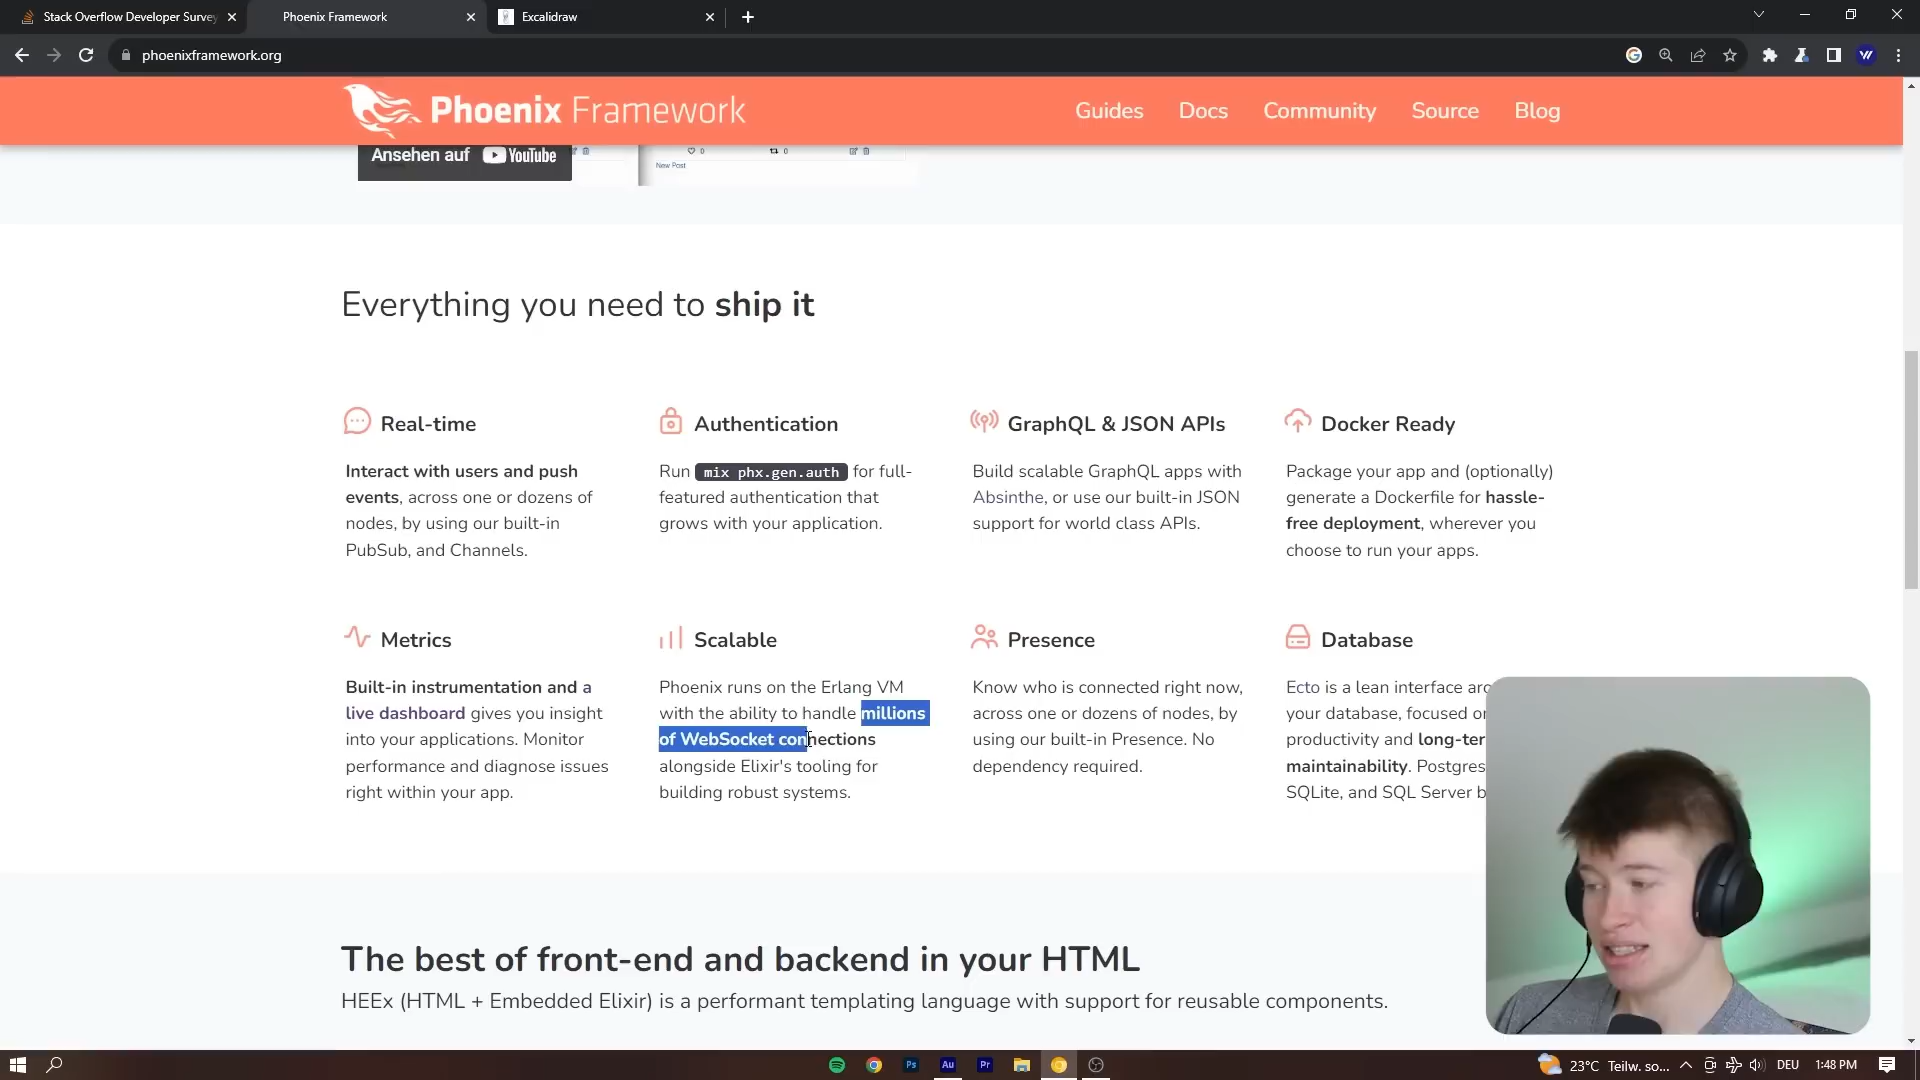 Stack Overflow Developer Survey
Phoenix Framework
Excalidraw
phoenixframework.org
Phoenix Framework
Guides
Docs
Community
Source
Blog
Ansehen auf YouTube
0
0
New Post
Everything you need to ship it
Real-time
Interact with users and push
events, across one or dozens of
nodes, by using our built-in
PubSub, and Channels.
Authentication
Run mix phx.gen.auth for full-
featured authentication that
grows with your application.
GraphQL & JSON APIs
Build scalable GraphQL apps with
Absinthe, or use our built-in JSON
support for world class APIs.
Docker Ready
Package your app and (optionally)
generate a Dockerfile for hassle-
free deployment, wherever you
choose to run your apps.
Metrics
Built-in instrumentation and a
live dashboard gives you insight
into your applications. Monitor
performance and diagnose issues
right within your app.
Scalable
Phoenix runs on the Erlang VM
with the ability to handle millions
of WebSocket connections
alongside Elixir's tooling for
building robust systems.
Presence
Know who is connected right now,
across one or dozens of nodes, by
using our built-in Presence. No
dependency required.
Database
Ecto is a lean interface
your database, focused
productivity and long-ter
maintainability. Postgres
SQLite, and SQL Server
The best of front-end and backend in your HTML
HEEx (HTML + Embedded Elixir) is a performant templating language with support for reusable components.
Ps
Au
Pr
23°C Teilw. so...
DEU
1:48 PM